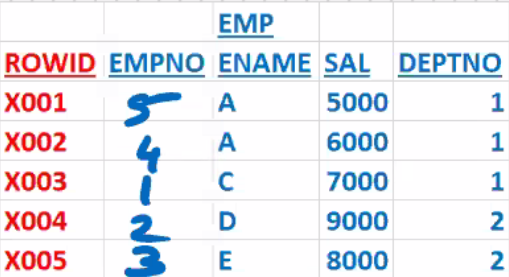 EMP
ROWID EMPNO ENAME SAL DEPTNO
X001 5 A 5000 1
X002 4 A 6000 1
X003 1 C 7000 1
X004 2 D 9000 2
X005 3 E 8000 2